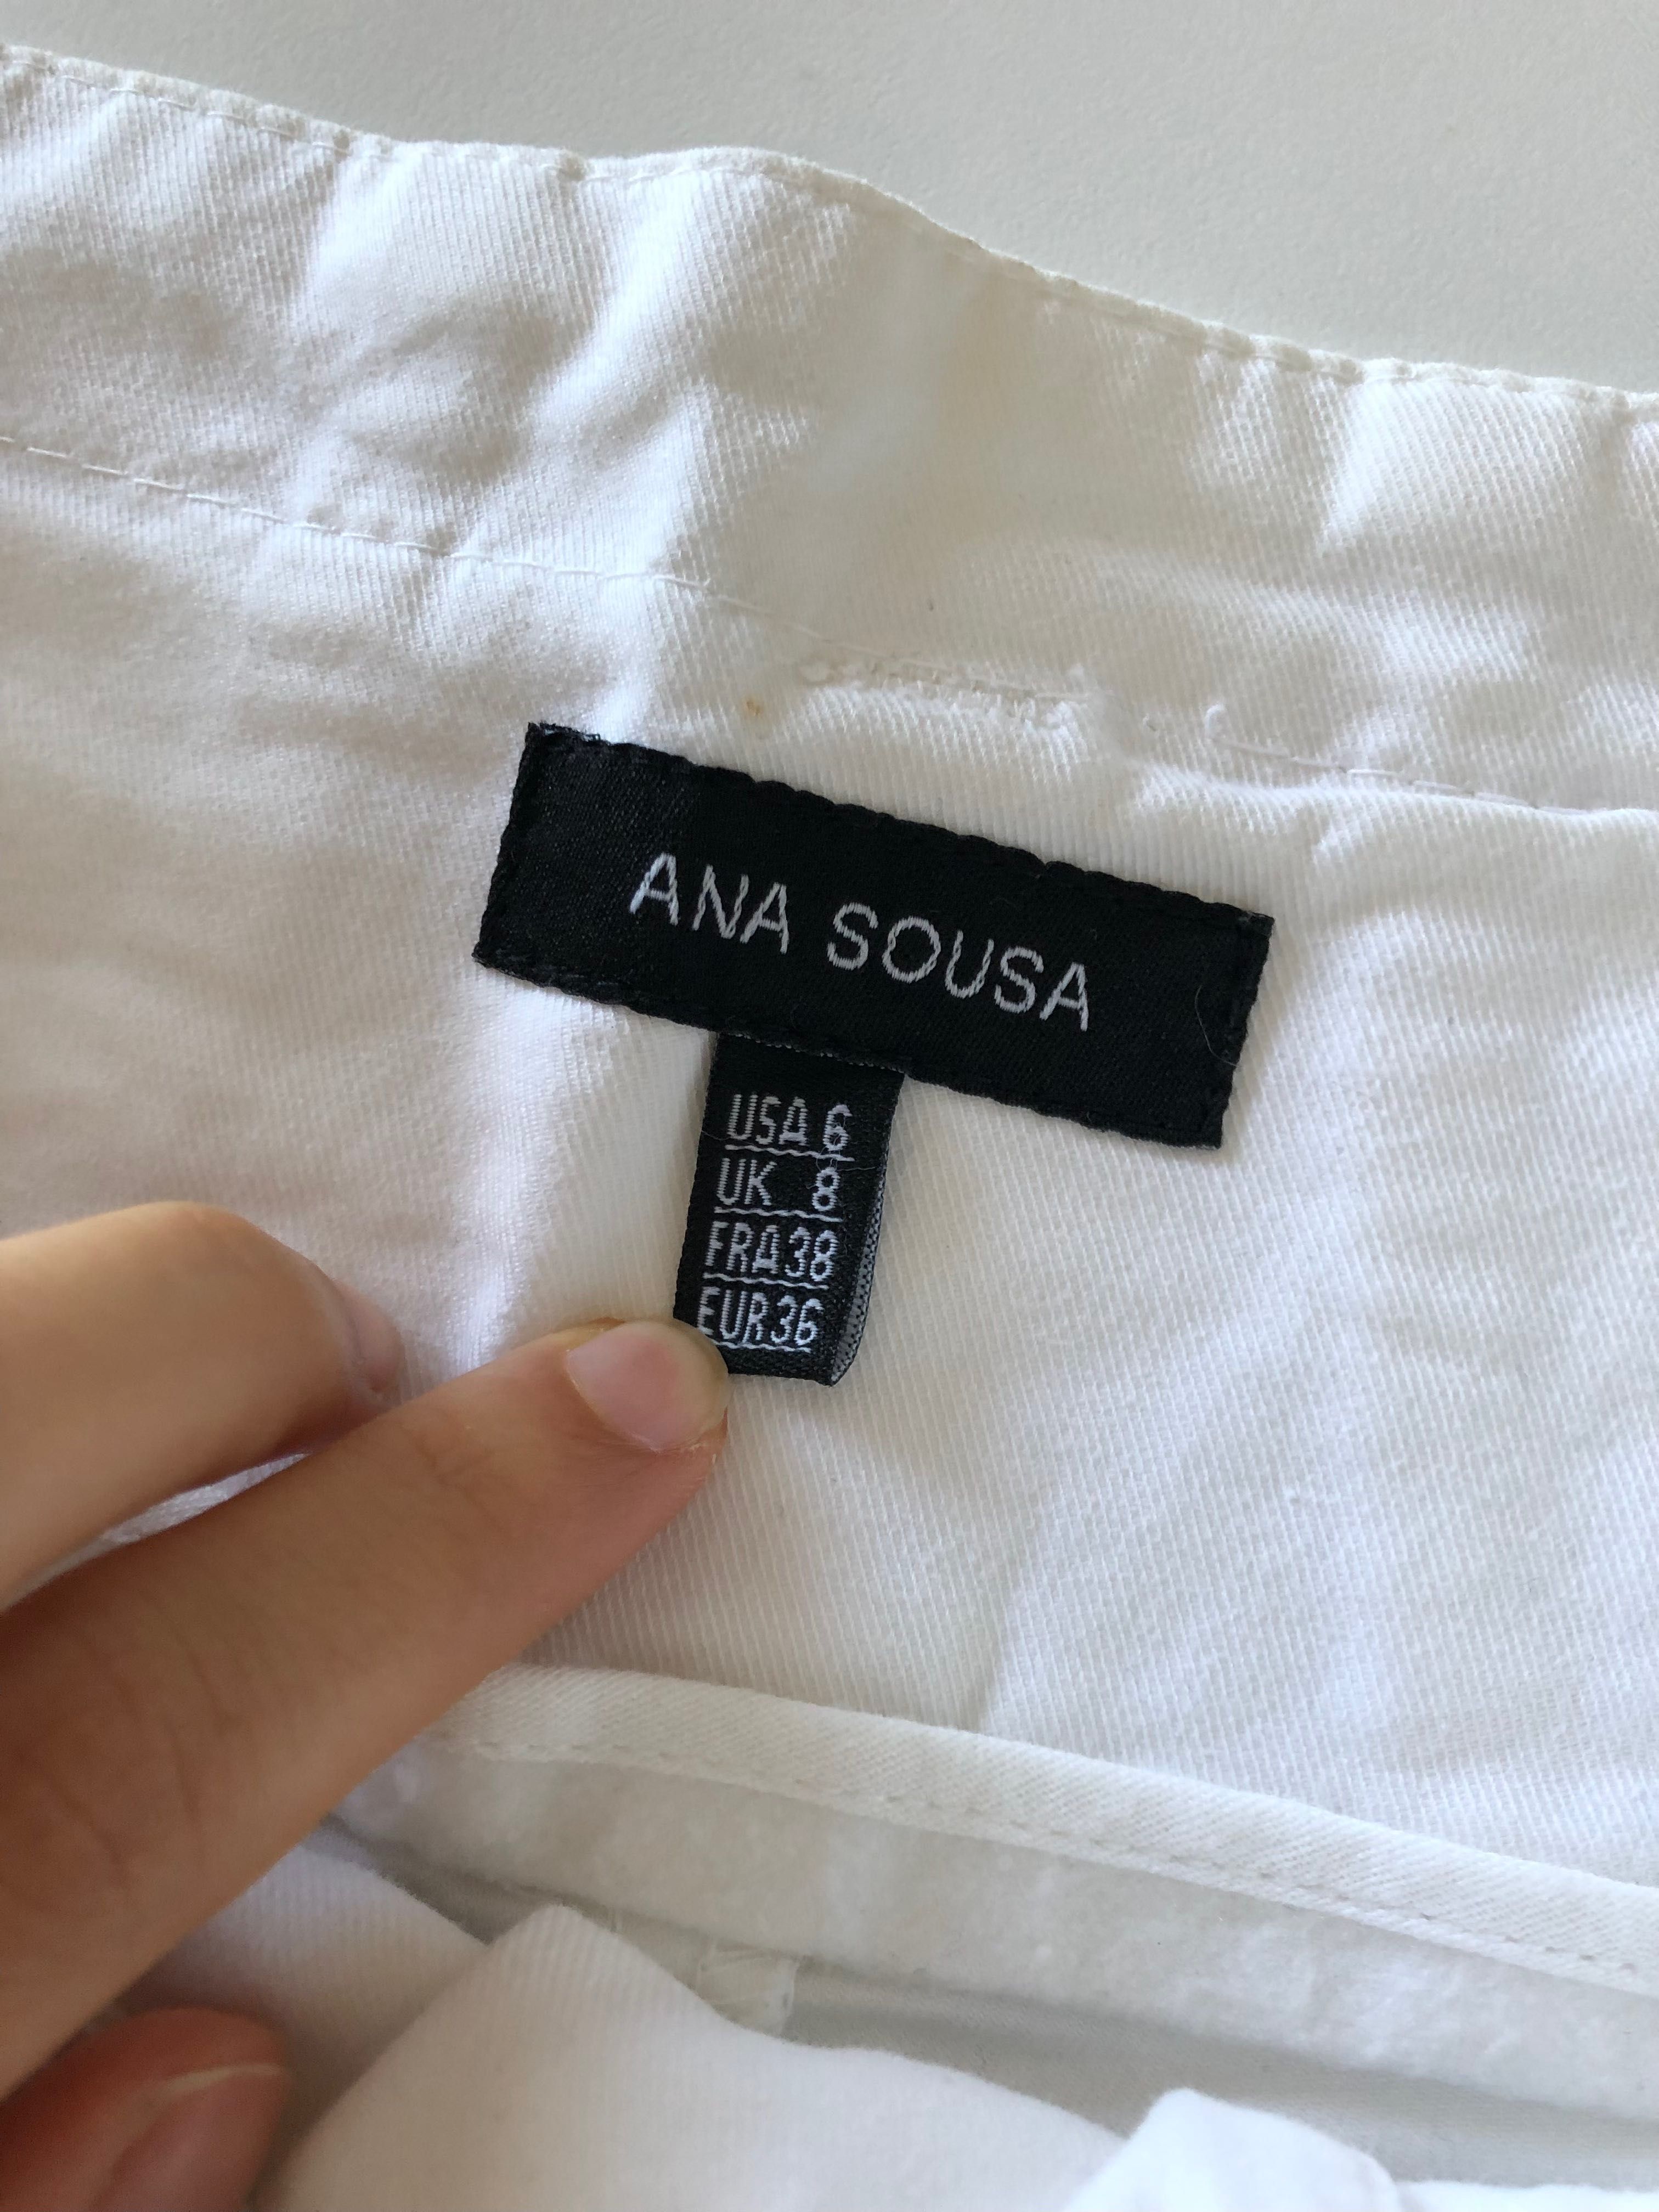 ANA SOUSA
USA 6
UK 8
FRA 38
EUR 36